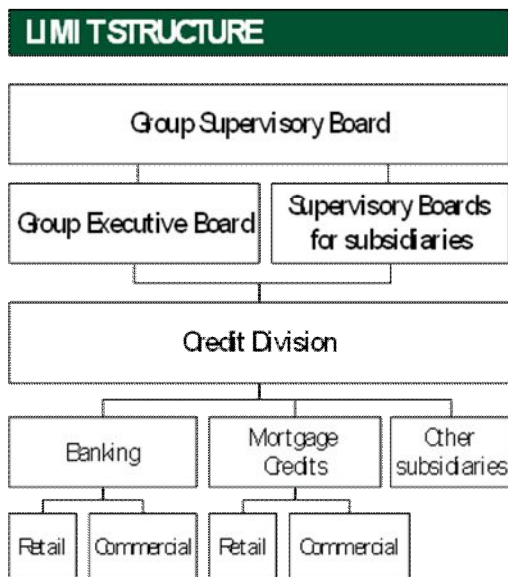 LIMIT STRUCTURE
Group Supervisory Board
Group Executive Board
Supervisory Boards
for subsidiaries
Credit Division
Banking
Mortgage
Credits
Other
subsidiaries
Retail
Commercial
Retail
Commercial